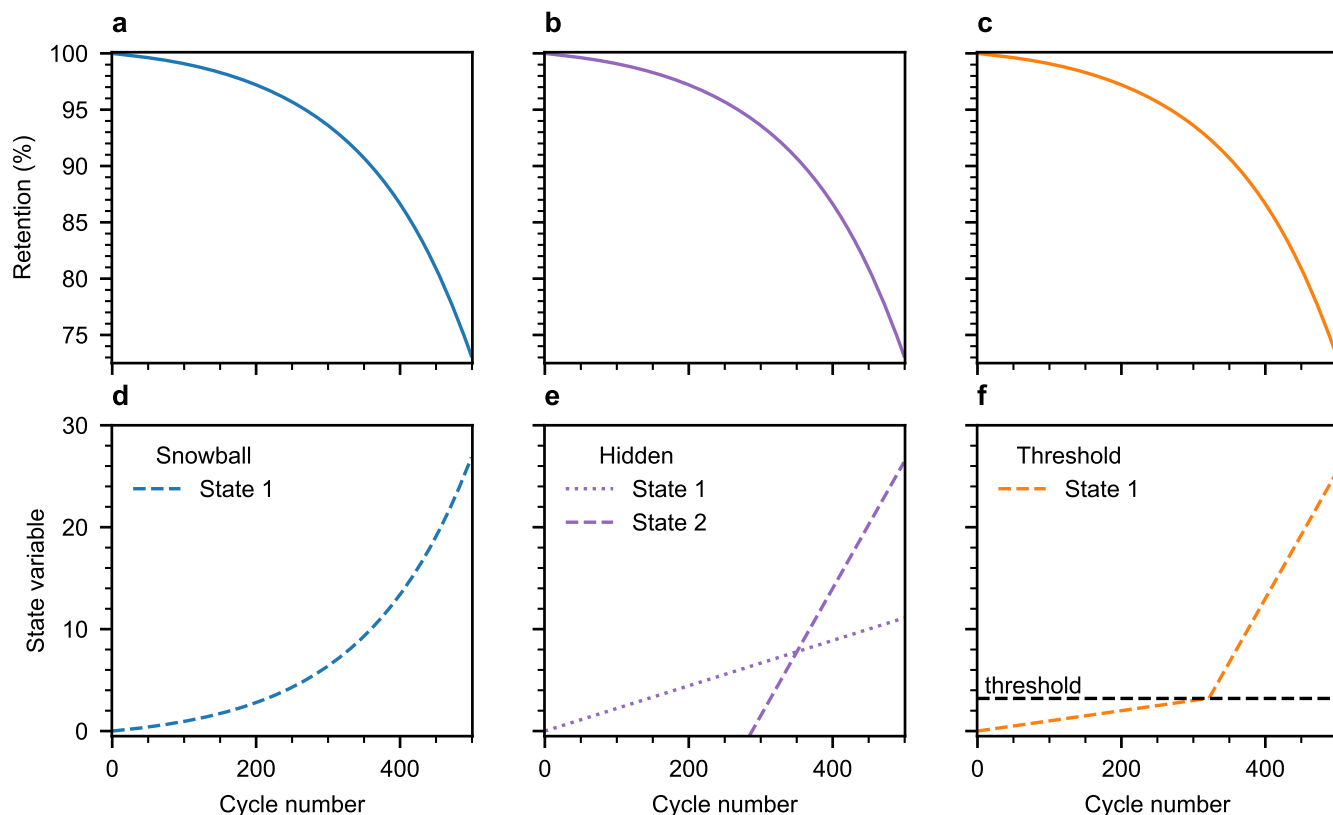 a
b
c
100
95
90
85
80
75
Retention (%)
d
e
f
30
20
10
0
State variable
Snowball
State 1
Hidden
State 1
State 2
Threshold
State 1
threshold
0
200
400
0
200
400
0
200
400
Cycle number
Cycle number
Cycle number